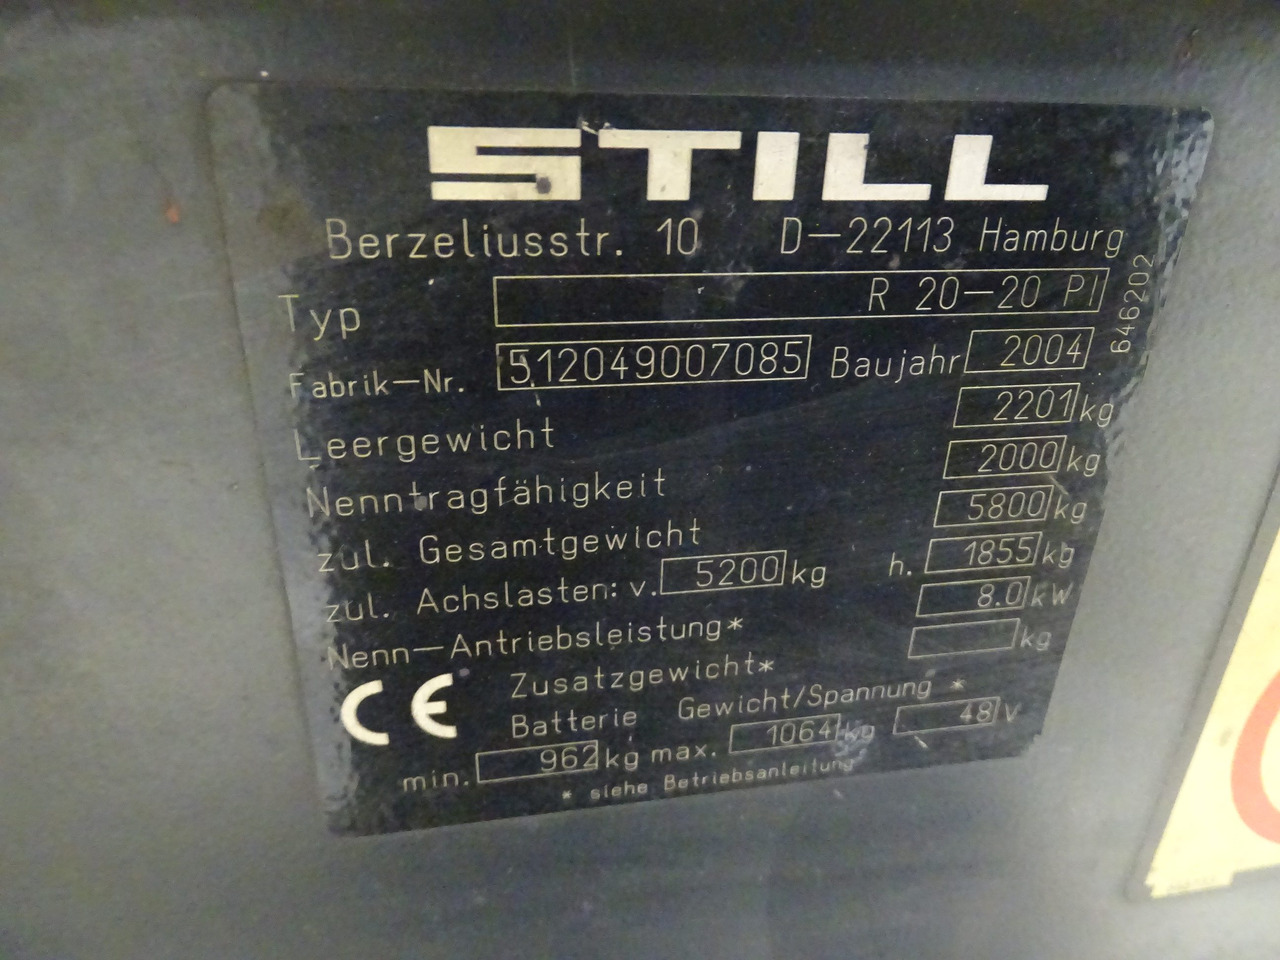 STILL
Berzeliusstr. 10 D-22113 Hamburg
Typ R 20-20 PI
646202
Fabrik-Nr. 512049007085 Baujahr 2004
Leergewicht 2201 kg
Nenntragfähigkeit 2000 kg
zul. Gesamtgewicht 5800 kg
zul. Achslasten: v. 5200 kg h. 1855 kg
Nenn-Antriebsleistung* 8.0 kW
Zusatzgewicht* kg
CE
Batterie Gewicht/Spannung *
min. 962 kg max. 1064 kg 48 V
* siehe Betriebsanleitung